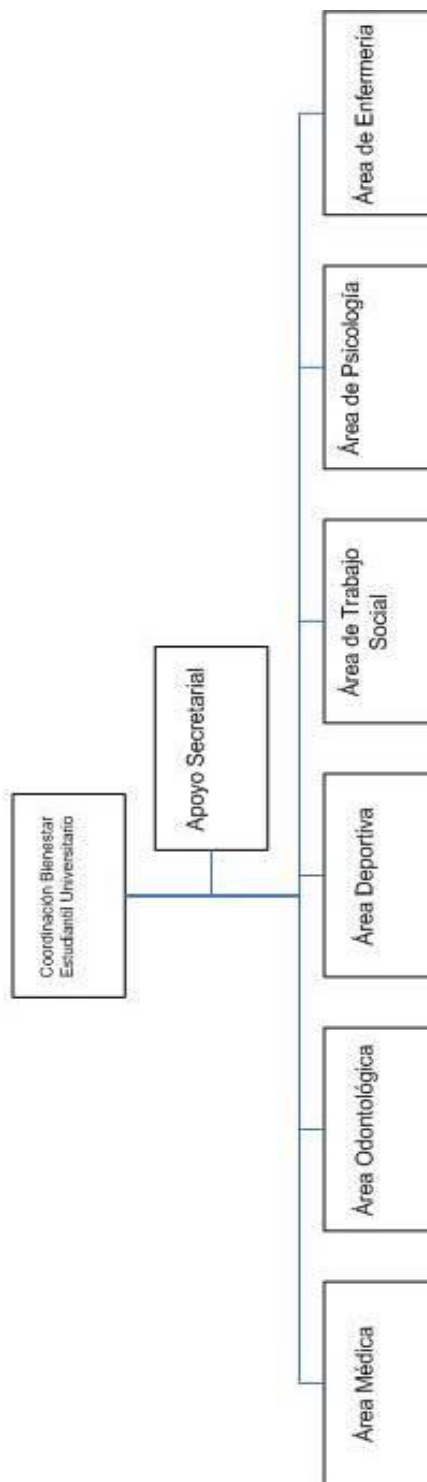 Coordinación Bienestar
Estudiantil Universitario
Apoyo Secretarial
Área Médica
Área Odontológica
Área Deportiva
Área de Trabajo
Social
Área de Psicología
Área de Enfermería